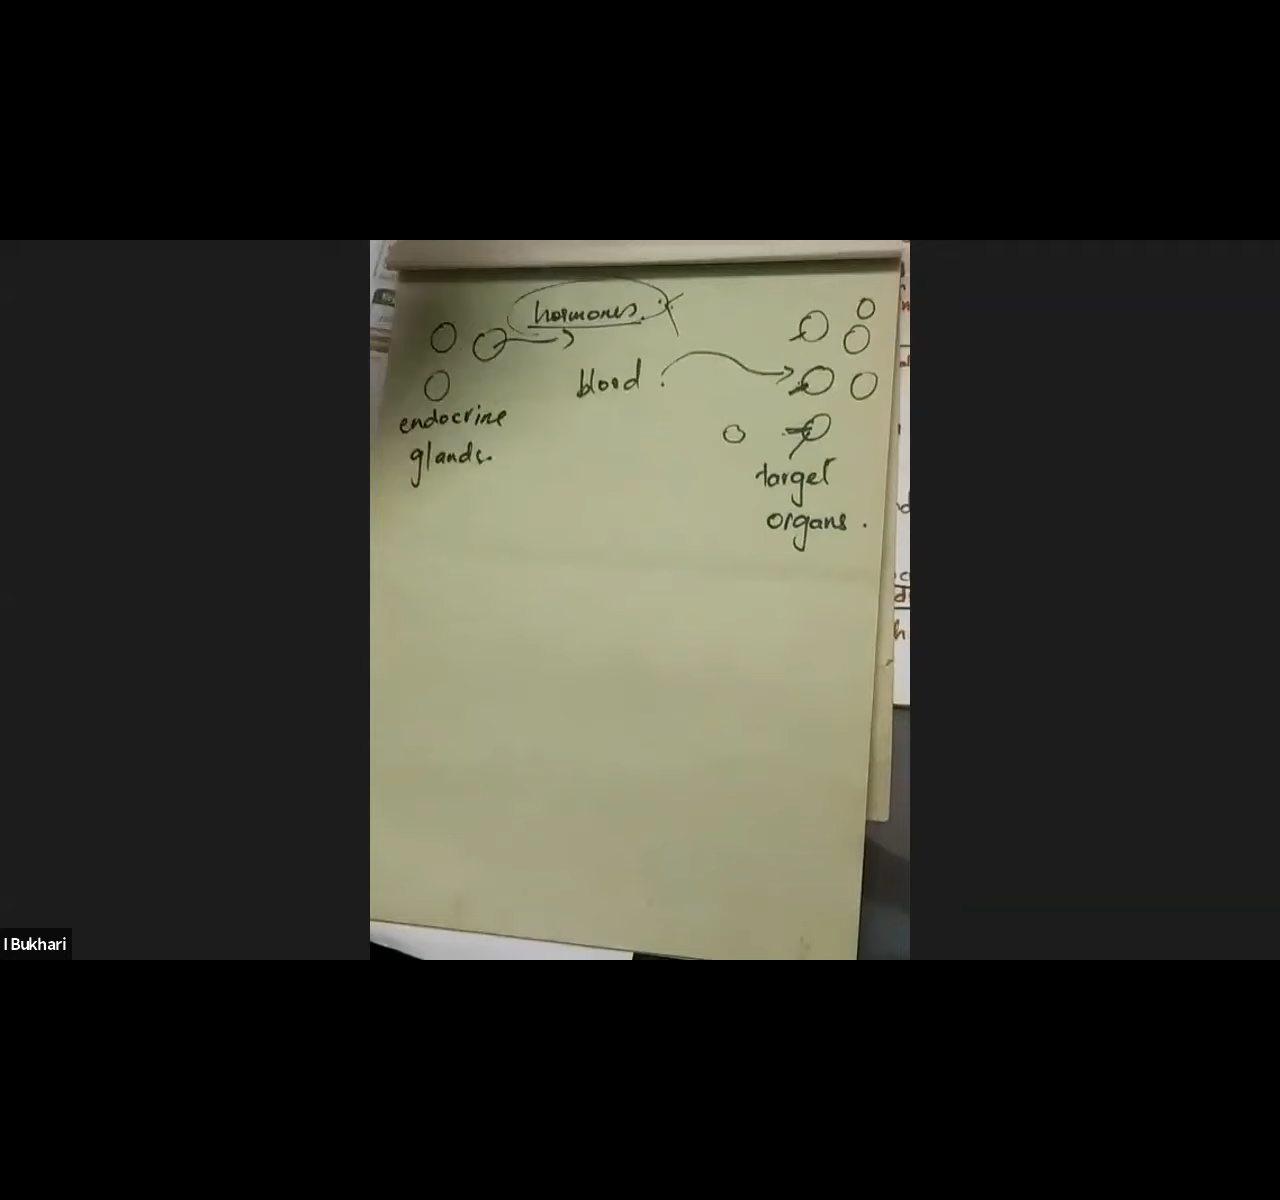 hormones.
blood.
endocrine
glands.
target
organs.
I Bukhari